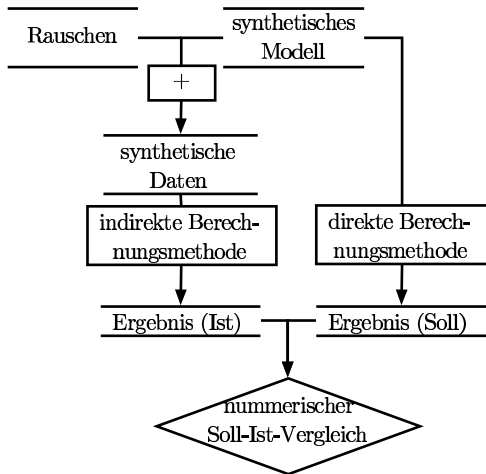 Rauschen
synthetisches
Modell
+
synthetische
Daten
indirekte Berech-
nungsmethode
direkte Berech-
nungsmethode
Ergebnis (Ist)
Ergebnis (Soll)
nummerischer
Soll-Ist-Vergleich